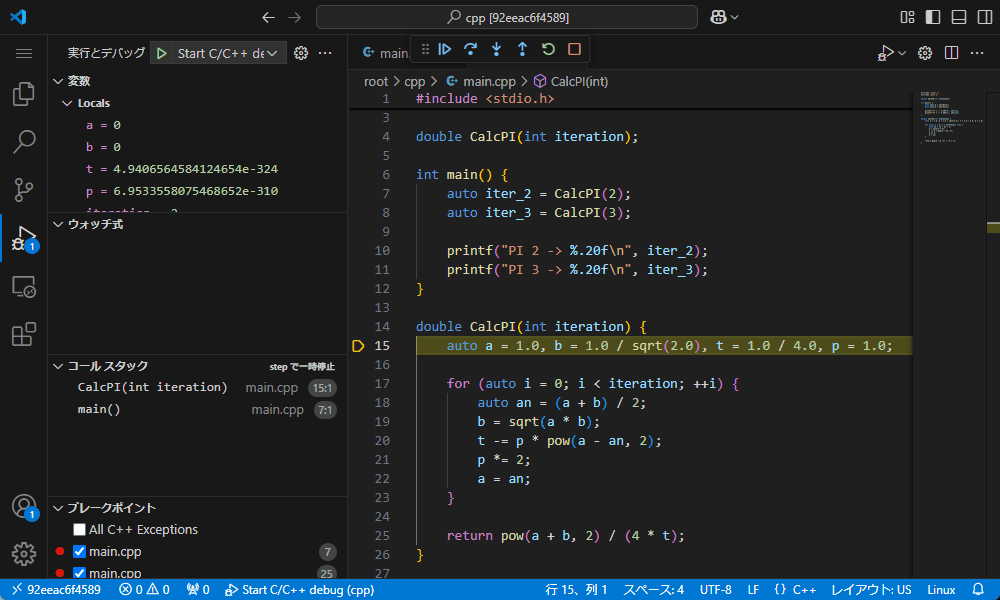 cpp [92eeac6f4589]
実行とデバッグ
Start C/C++ de
変数
Locals
a = 0
b = 0
t = 4.9406564584124654e-324
p = 6.9533558075468652e-310
iteration = 2
ウォッチ式
コール スタック
step で一時停止
CalcPI(int iteration) main.cpp 15:1
main() main.cpp 7:1
ブレークポイント
All C++ Exceptions
main.cpp 7
main.cpp 25
1
1
main.
root > cpp > main.cpp > CalcPI(int)
1 #include <stdio.h>
3
4 double CalcPI(int iteration);
5
6 int main() {
7 auto iter_2 = CalcPI(2);
8 auto iter_3 = CalcPI(3);
9
10 printf("PI 2 -> %.20f\n", iter_2);
11 printf("PI 3 -> %.20f\n", iter_3);
12 }
13
14 double CalcPI(int iteration) {
15 auto a = 1.0, b = 1.0 / sqrt(2.0), t = 1.0 / 4.0, p = 1.0;
16
17 for (auto i = 0; i < iteration; ++i) {
18 auto an = (a + b) / 2;
19 b = sqrt(a * b);
20 t -= p * pow(a - an, 2);
21 p *= 2;
22 a = an;
23 }
24
25 return pow(a + b, 2) / (4 * t);
26 }
27
92eeac6f4589 0 0 0 Start C/C++ debug (cpp) 行 15、列 1 スペース: 4 UTF-8 LF {} C++ レイアウト: US Linux